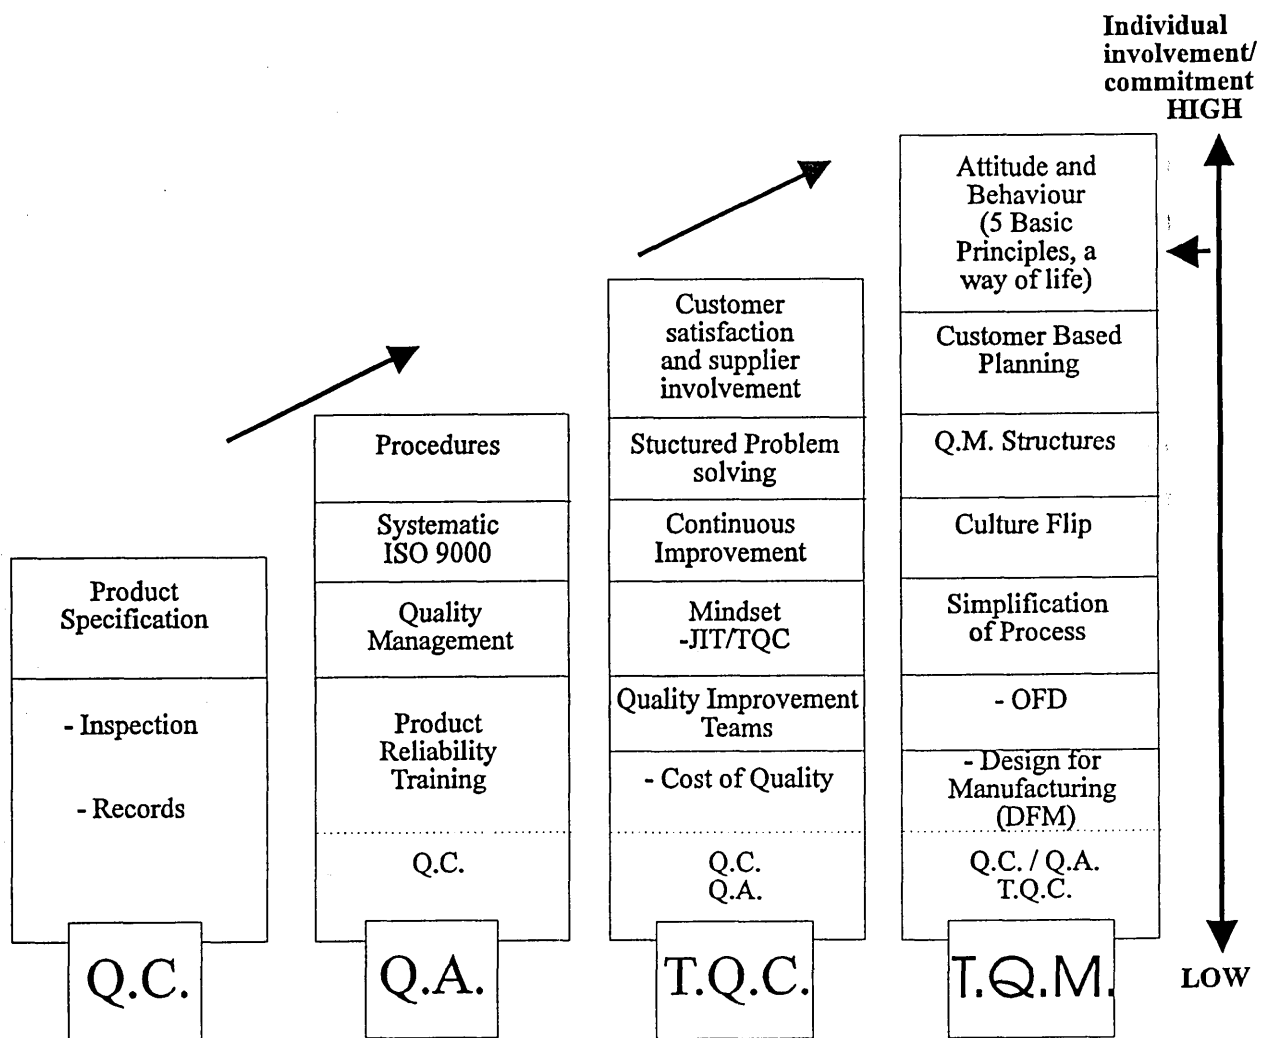 Individual
involvement/
commitment
HIGH
Product
Specification
- Inspection
- Records
Q.C.
Procedures
Systematic
ISO 9000
Quality
Management
Product
Reliability
Training
Q.C.
Q.A.
Customer
satisfaction
and supplier
involvement
Stuctured Problem
solving
Continuous
Improvement
Mindset
-JIT/TQC
Quality Improvement
Teams
- Cost of Quality
Q.C.
Q.A.
T.Q.C.
Attitude and
Behaviour
(5 Basic
Principles, a
way of life)
Customer Based
Planning
Q.M. Structures
Culture Flip
Simplification
of Process
- OFD
- Design for
Manufacturing
(DFM)
Q.C. / Q.A.
T.Q.C.
T.Q.M.
LOW